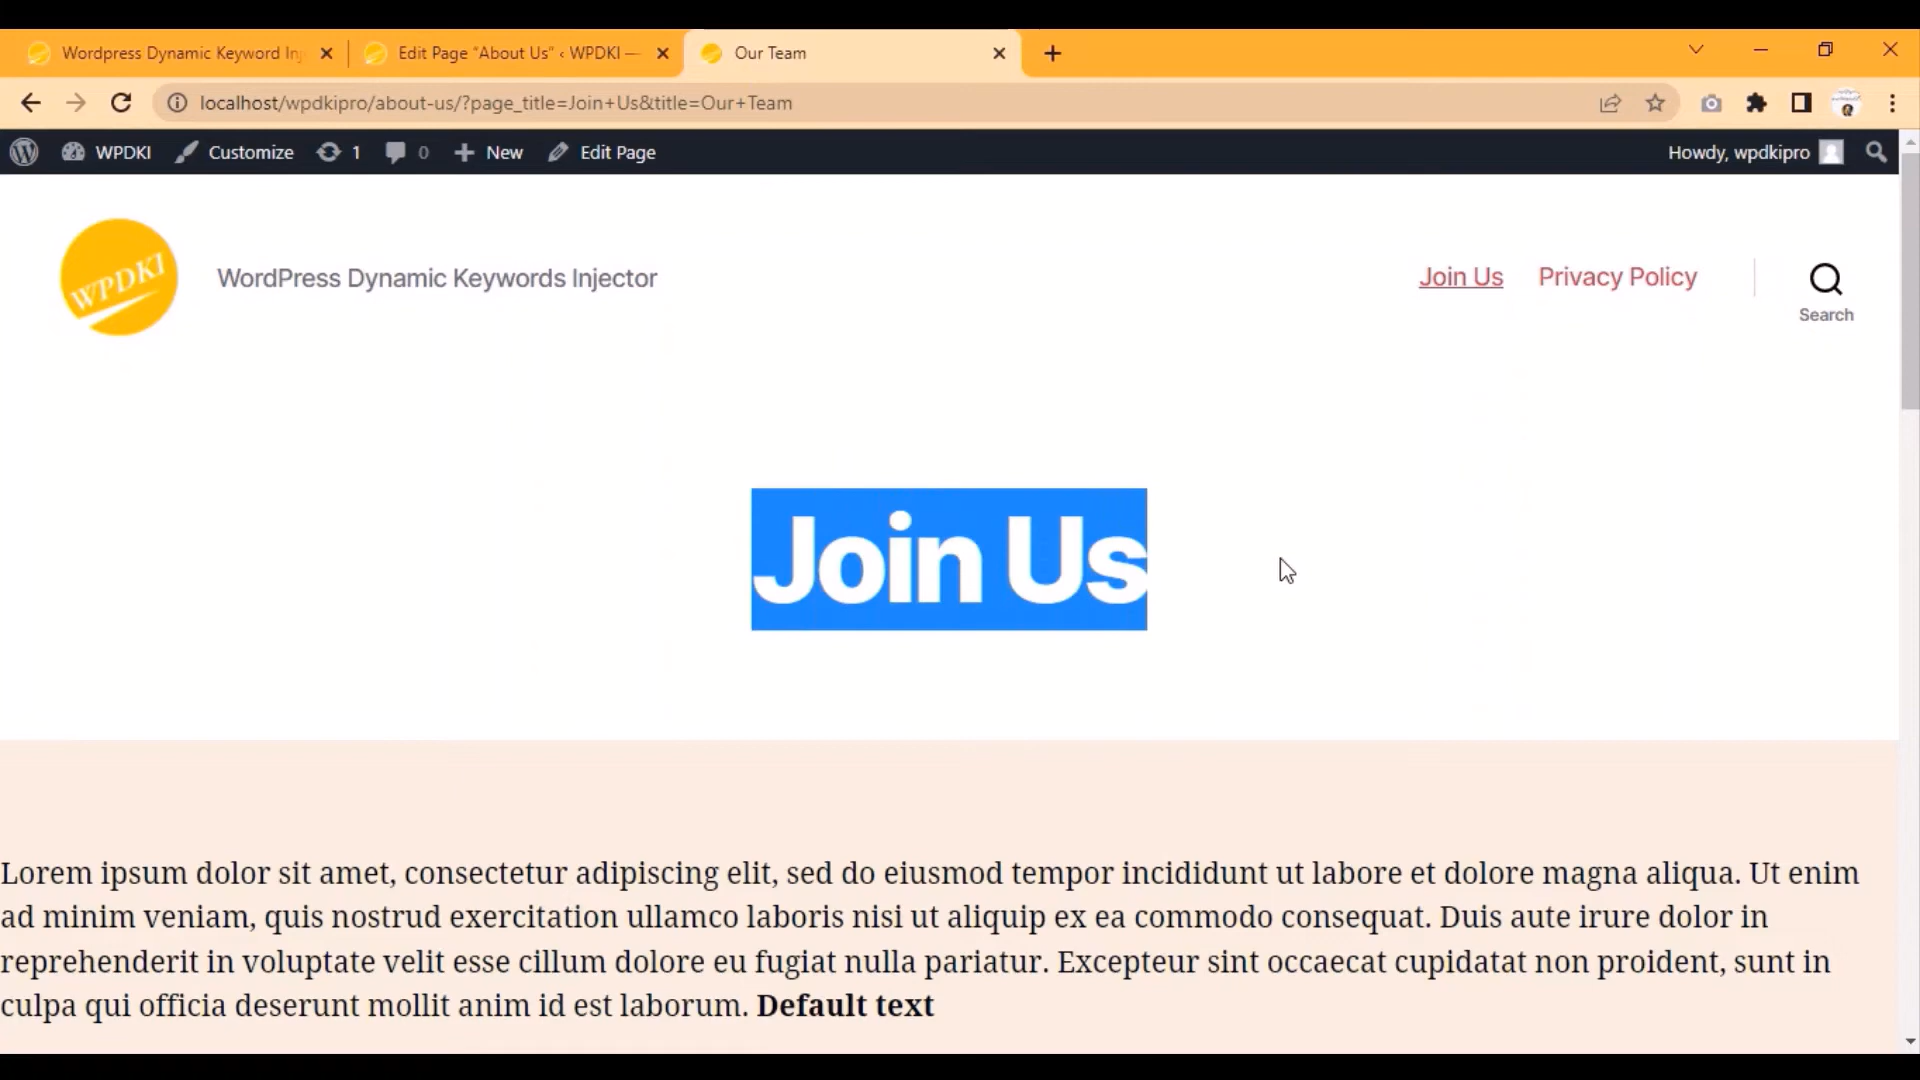 Wordpress Dynamic Keyword Inj
Edit Page “About Us” ‹ WPDKI —
Our Team
localhost/wpdkipro/about-us/?page_title=Join+Us&title=Our+Team
WPDKI Customize 1 0 New Edit Page Howdy, wpdkipro
WPDKI
WordPress Dynamic Keywords Injector
Join Us Privacy Policy
Search
Join Us
Lorem ipsum dolor sit amet, consectetur adipiscing elit, sed do eiusmod tempor incididunt ut labore et dolore magna aliqua. Ut enim
ad minim veniam, quis nostrud exercitation ullamco laboris nisi ut aliquip ex ea commodo consequat. Duis aute irure dolor in
reprehenderit in voluptate velit esse cillum dolore eu fugiat nulla pariatur. Excepteur sint occaecat cupidatat non proident, sunt in
culpa qui officia deserunt mollit anim id est laborum. Default text